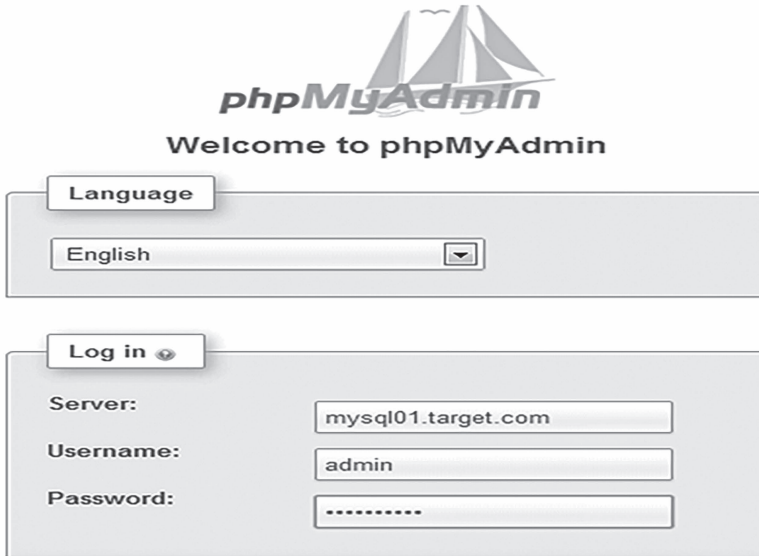 phpMyAdmin
Welcome to phpMyAdmin
Language
English
Log in
Server:
mysql01.target.com
Username:
admin
Password:
••••••••••